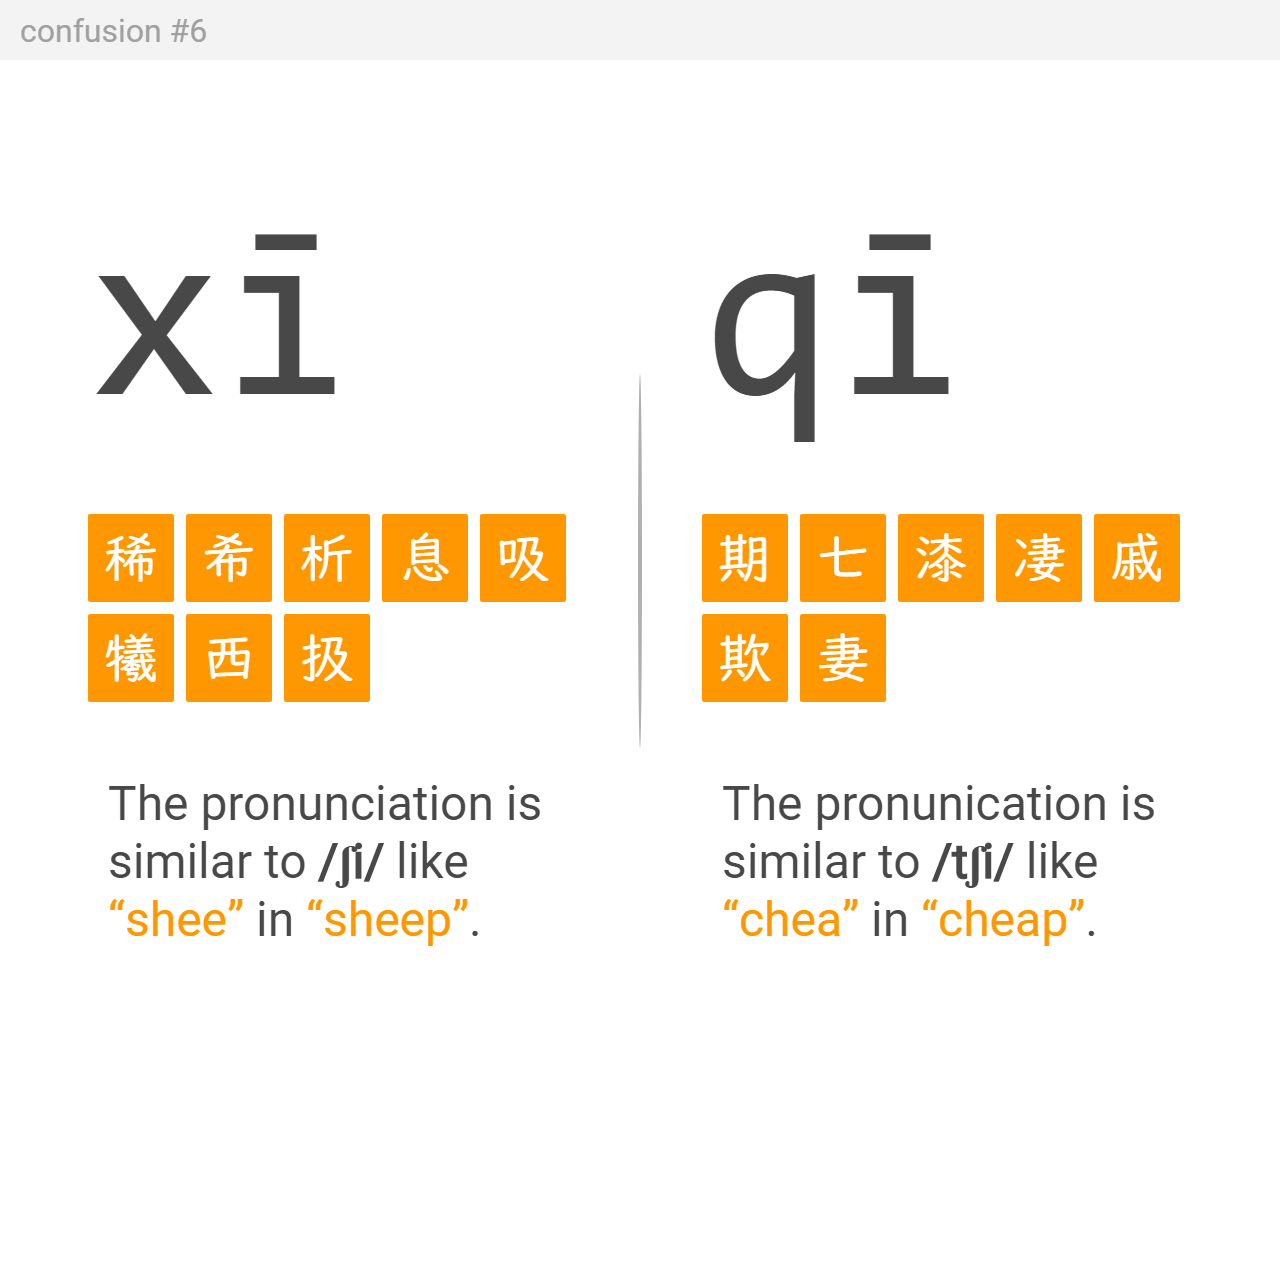 confusion #6
xī
稀希析息吸
犧西扱
The pronunciation is
similar to /ʃi/ like
“shee” in “sheep”.
qī
期七漆凄戚
欺妻
The pronunication is
similar to /tʃi/ like
“chea” in “cheap”.